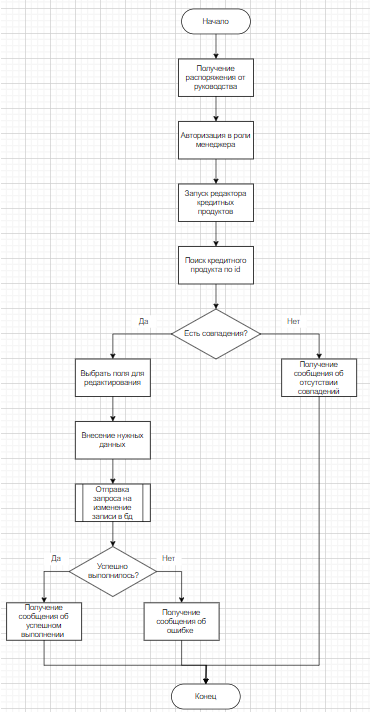 Начало
Получение
распоряжения от
руководства
Авторизация в роли
менеджера
Запуск редактора
кредитных
продуктов
Поиск кредитного
продукта по id
Есть совпадения?
Да
Нет
Выбрать поля для
редактирования
Получение
сообщения об
отсутствии
совпадений
Внесение нужных
данных
Отправка
запроса на
изменение
записи в бд
Успешно
выполнилось?
Да
Нет
Получение
сообщения об
успешном
выполнении
Получение
сообщения об
ошибке
Конец